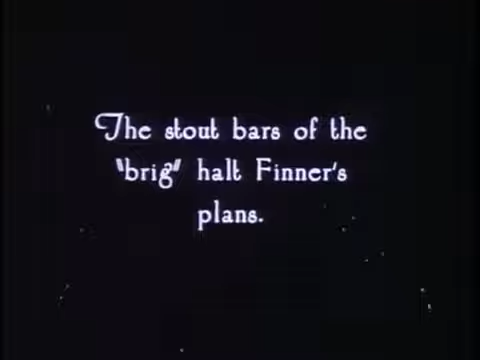 The stout bars of the
"brig" halt Finner's
plans.